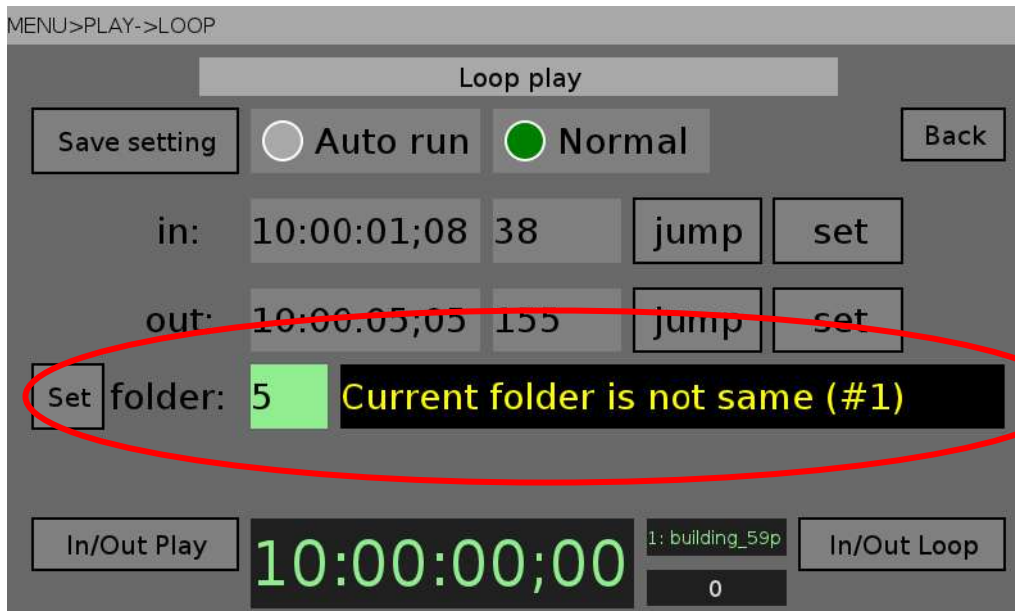 MENU>PLAY->LOOP
Loop play
Save setting Auto run Normal Back
in: 10:00:01;08 38 jump set
out: 10:00:05;05 155 jump set
Set folder: 5 Current folder is not same (#1)
In/Out Play 10:00:00;00 1: building_59p In/Out Loop
0